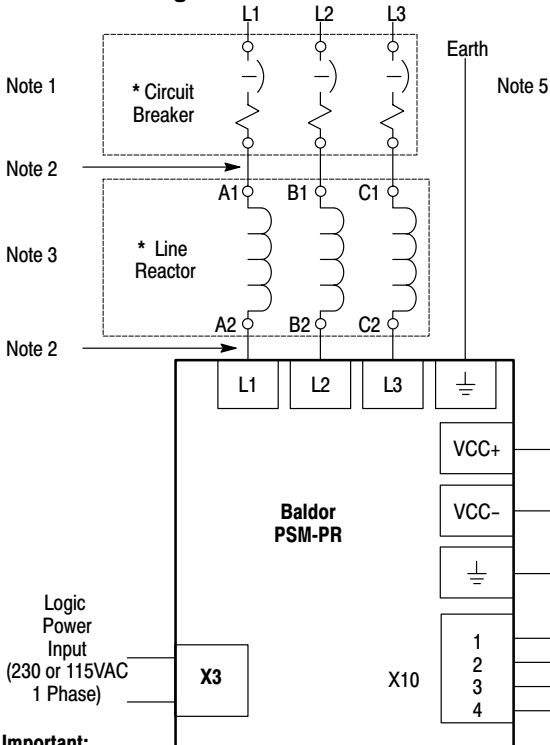 L1 L2 L3
Earth
Note 1
* Circuit
Breaker
Note 5
Note 2
A1 B1 C1
Note 3
* Line
Reactor
A2 B2 C2
Note 2
L1 L2 L3
VCC+
Baldor
PSM-PR
VCC-
Logic
Power
Input
(230 or 115VAC
1 Phase)
X3
X10
1
2
3
4
Important: